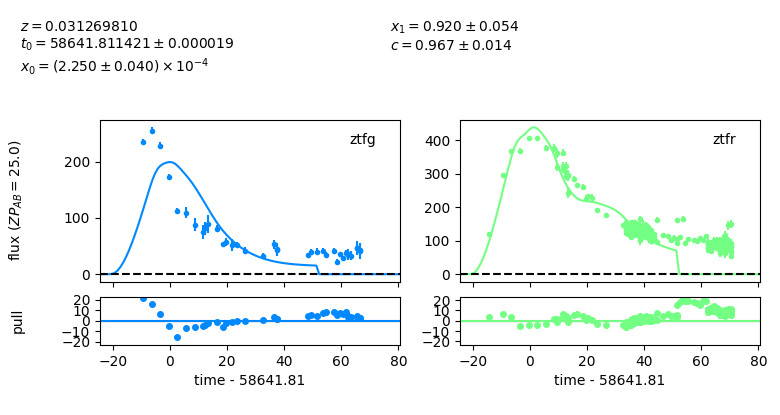 z = 0.031269810
t₀ = 58641.811421 ± 0.000019
x₀ = (2.250 ± 0.040) × 10⁻⁴
x₁ = 0.920 ± 0.054
c = 0.967 ± 0.014
flux (ZP_AB = 25.0)
ztfg
200
100
0
ztfr
400
300
200
100
0
pull
20
10
0
−10
−20
−20 0 20 40 60 80
time - 58641.81
20
10
0
−10
−20
−20 0 20 40 60 80
time - 58641.81